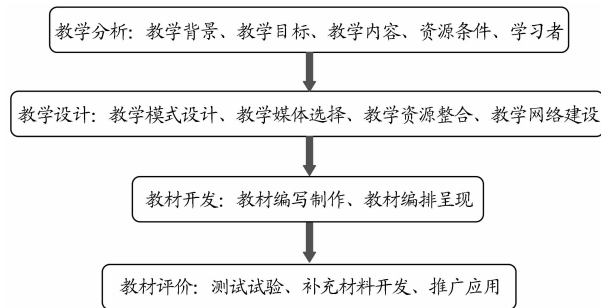 教学分析：教学背景、教学目标、教学内容、资源条件、学习者
教学设计：教学模式设计、教学媒体选择、教学资源整合、教学网络建设
教材开发：教材编写制作、教材编排呈现
教材评价：测试试验、补充材料开发、推广应用